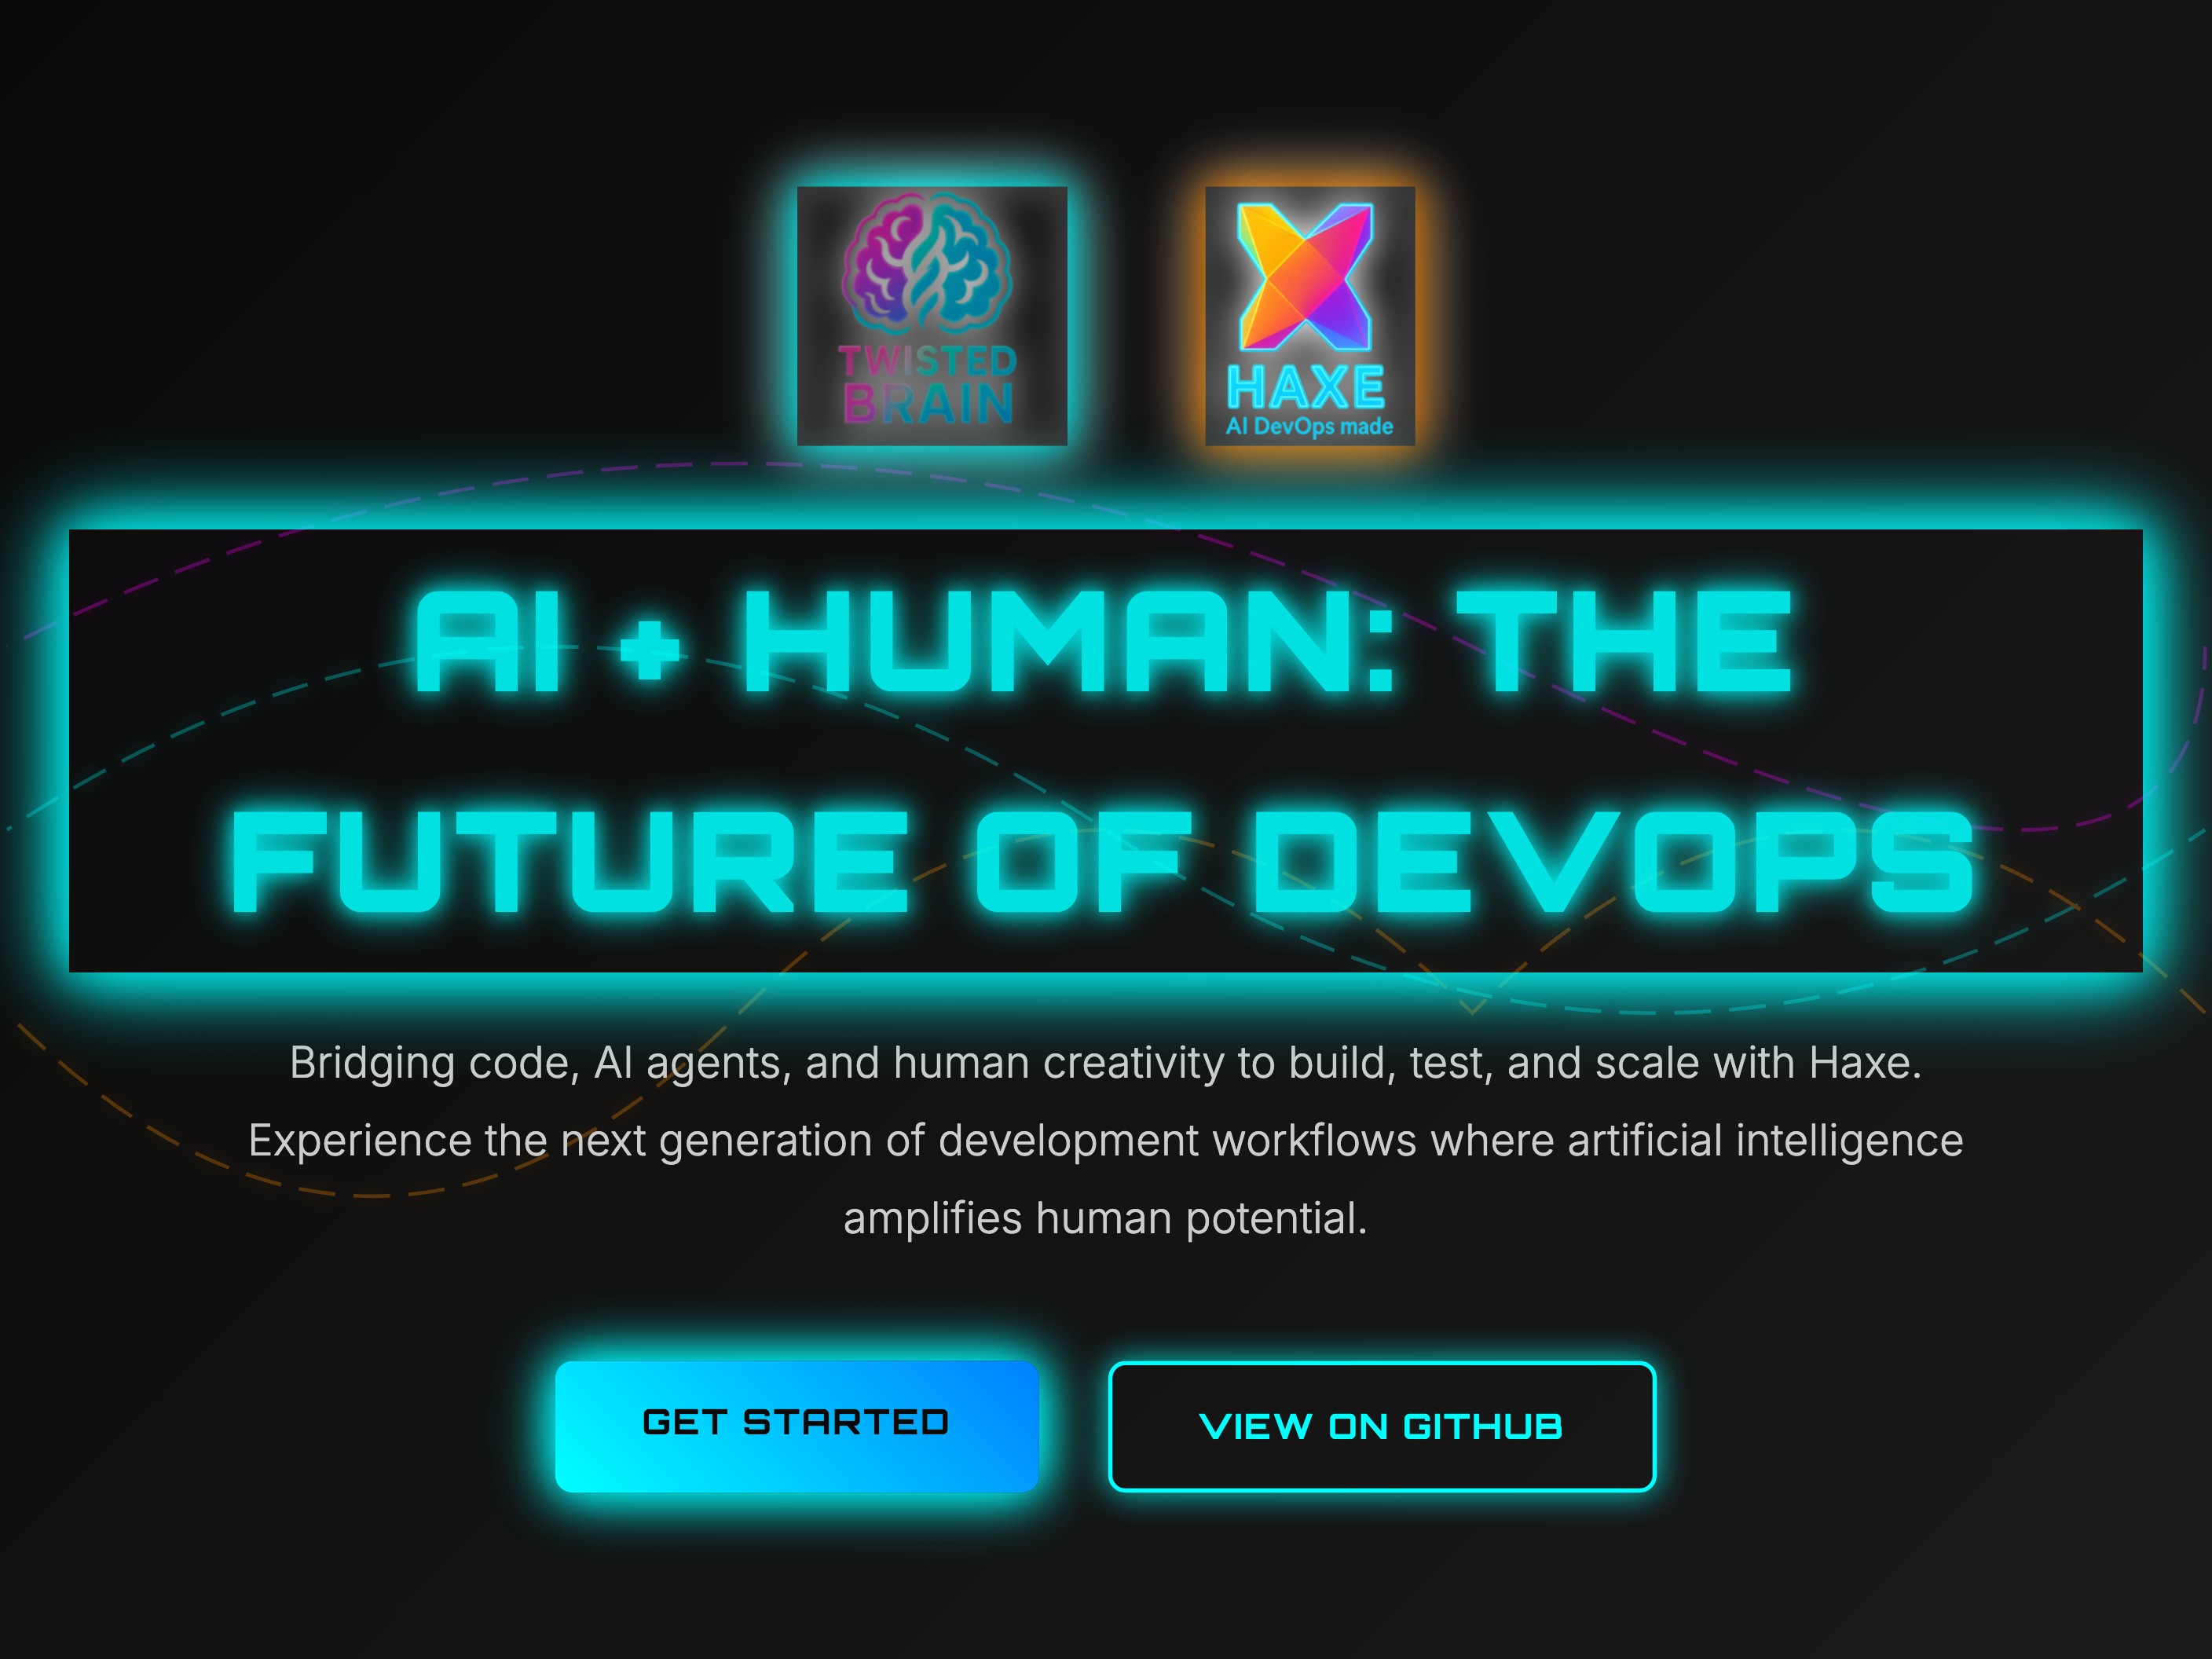 TWISTED
BRAIN
HAXE
AI DevOps made
AI + HUMAN: THE
FUTURE OF DEVOPS
Bridging code, AI agents, and human creativity to build, test, and scale with Haxe.
Experience the next generation of development workflows where artificial intelligence
amplifies human potential.
GET STARTED
VIEW ON GITHUB